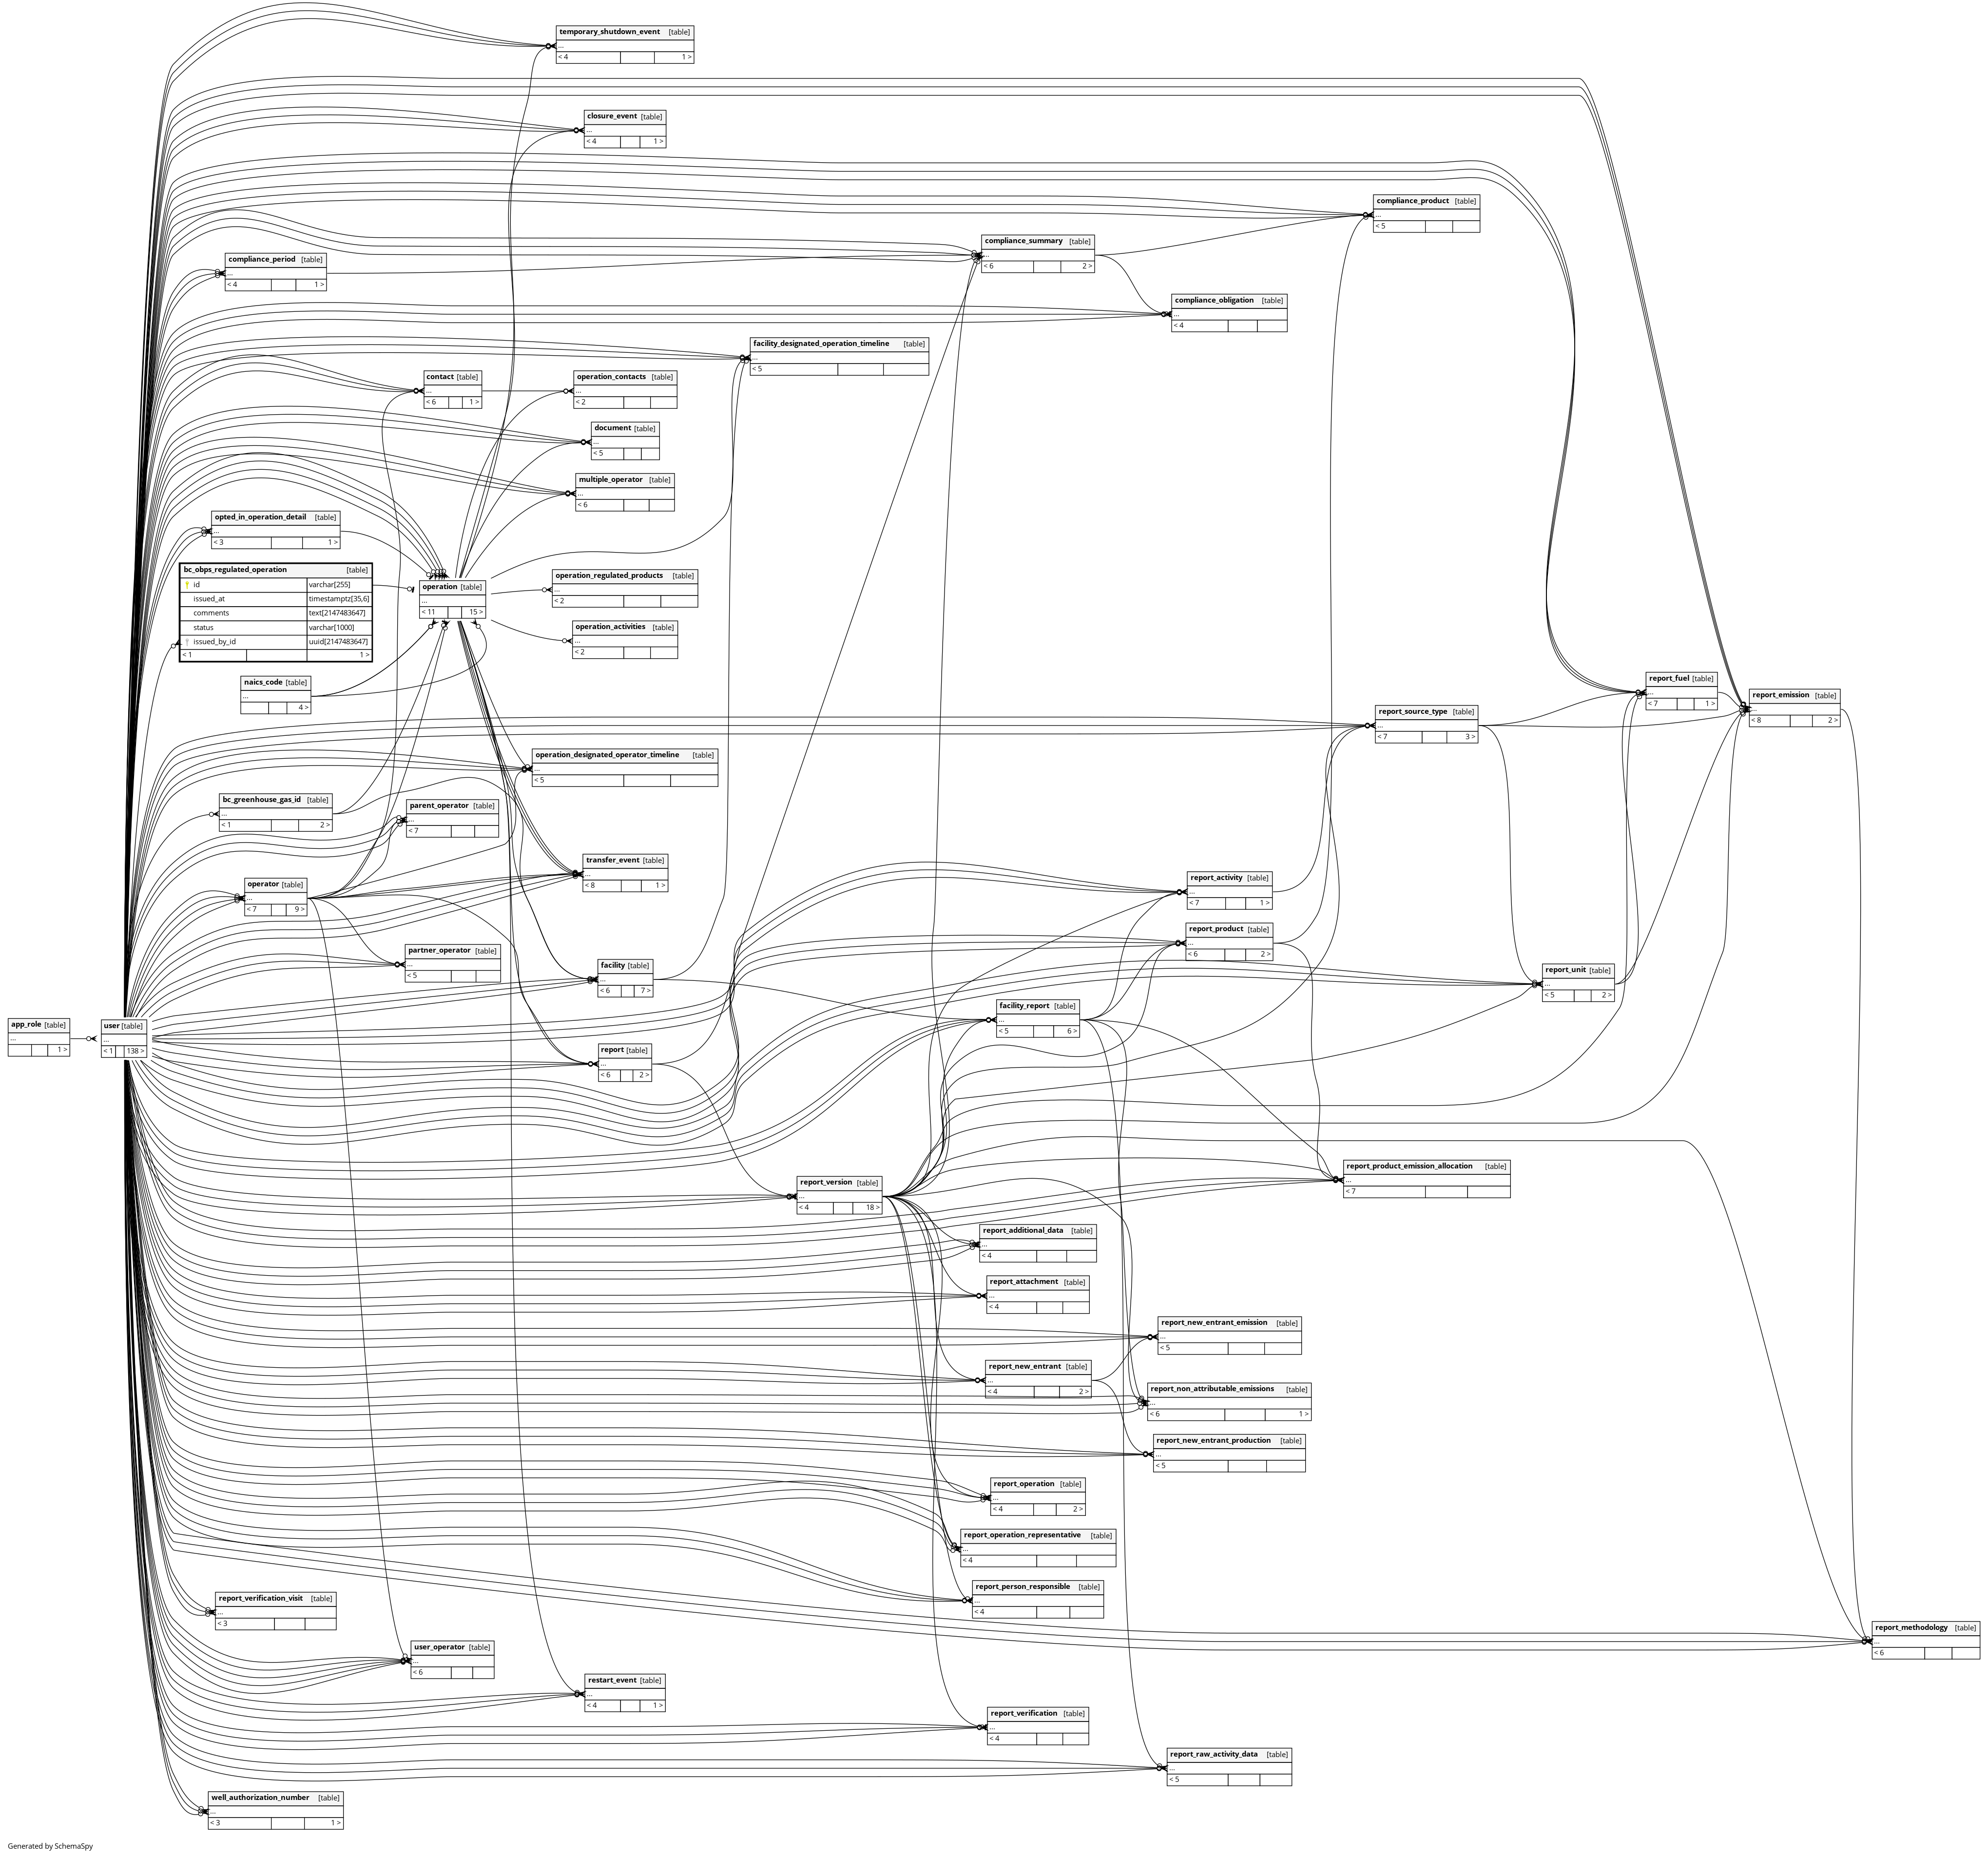 temporary_shutdown_event [table]
...
< 4 1 >
closure_event [table]
...
< 4 1 >
compliance_product [table]
...
< 5
compliance_summary [table]
...
< 6 2 >
compliance_period [table]
...
< 4 1 >
compliance_obligation [table]
...
< 4
facility_designated_operation_timeline [table]
...
< 5
contact [table]
...
< 6 1 >
operation_contacts [table]
...
< 2
document [table]
...
< 5
multiple_operator [table]
...
< 6
opted_in_operation_detail [table]
...
< 3 1 >
bc_obps_regulated_operation [table]
id varchar[255]
issued_at timestamptz[35,6]
comments text[2147483647]
status varchar[1000]
issued_by_id uuid[2147483647]
< 1 1 >
operation [table]
...
< 11 15 >
operation_regulated_products [table]
...
< 2
operation_activities [table]
...
< 2
naics_code [table]
...
4 >
report_fuel [table]
...
< 7 1 >
report_emission [table]
...
< 8 2 >
report_source_type [table]
...
< 7 3 >
operation_designated_operator_timeline [table]
...
< 5
bc_greenhouse_gas_id [table]
...
< 1 2 >
parent_operator [table]
...
< 7
transfer_event [table]
...
< 8 1 >
operator [table]
...
< 7 9 >
report_activity [table]
...
< 7 1 >
report_product [table]
...
< 6 2 >
partner_operator [table]
...
< 5
facility [table]
...
< 6 7 >
report_unit [table]
...
< 5 2 >
facility_report [table]
...
< 5 6 >
app_role [table]
...
1 >
user [table]
...
< 1 138 >
report [table]
...
< 6 2 >
report_product_emission_allocation [table]
...
< 7
report_version [table]
...
< 4 18 >
report_additional_data [table]
...
< 4
report_attachment [table]
...
< 4
report_new_entrant_emission [table]
...
< 5
report_new_entrant [table]
...
< 4 2 >
report_non_attributable_emissions [table]
...
< 6 1 >
report_new_entrant_production [table]
...
< 5
report_operation [table]
...
< 4 2 >
report_operation_representative [table]
...
< 4
report_person_responsible [table]
...
< 4
report_verification_visit [table]
...
< 3
report_methodology [table]
...
< 6
user_operator [table]
...
< 6
restart_event [table]
...
< 4 1 >
report_verification [table]
...
< 4
report_raw_activity_data [table]
...
< 5
well_authorization_number [table]
...
< 3 1 >
Generated by SchemaSpy